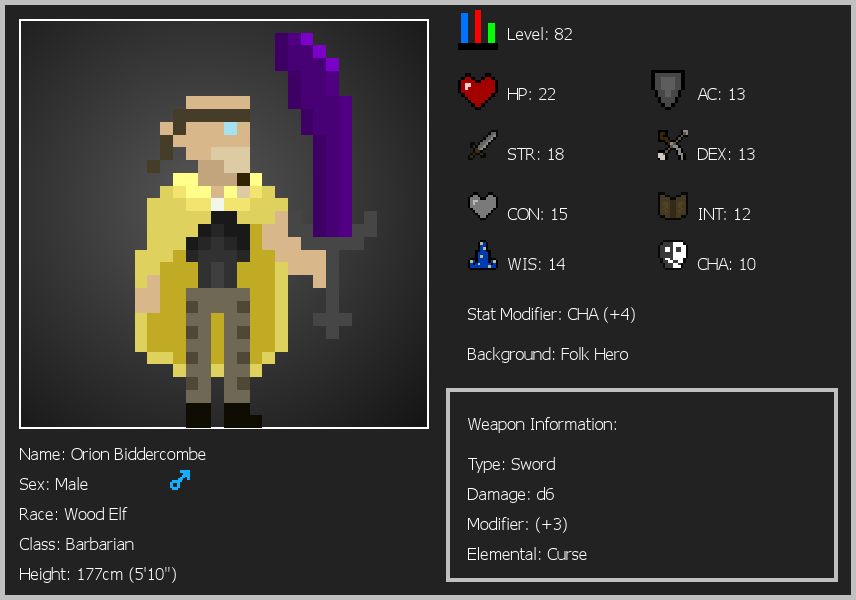 Level: 82
HP: 22
AC: 13
STR: 18
DEX: 13
CON: 15
INT: 12
WIS: 14
CHA: 10
Stat Modifier: CHA (+4)
Background: Folk Hero
Weapon Information:
Type: Sword
Damage: d6
Modifier: (+3)
Elemental: Curse
Name: Orion Biddercombe
Sex: Male
Race: Wood Elf
Class: Barbarian
Height: 177cm (5'10")